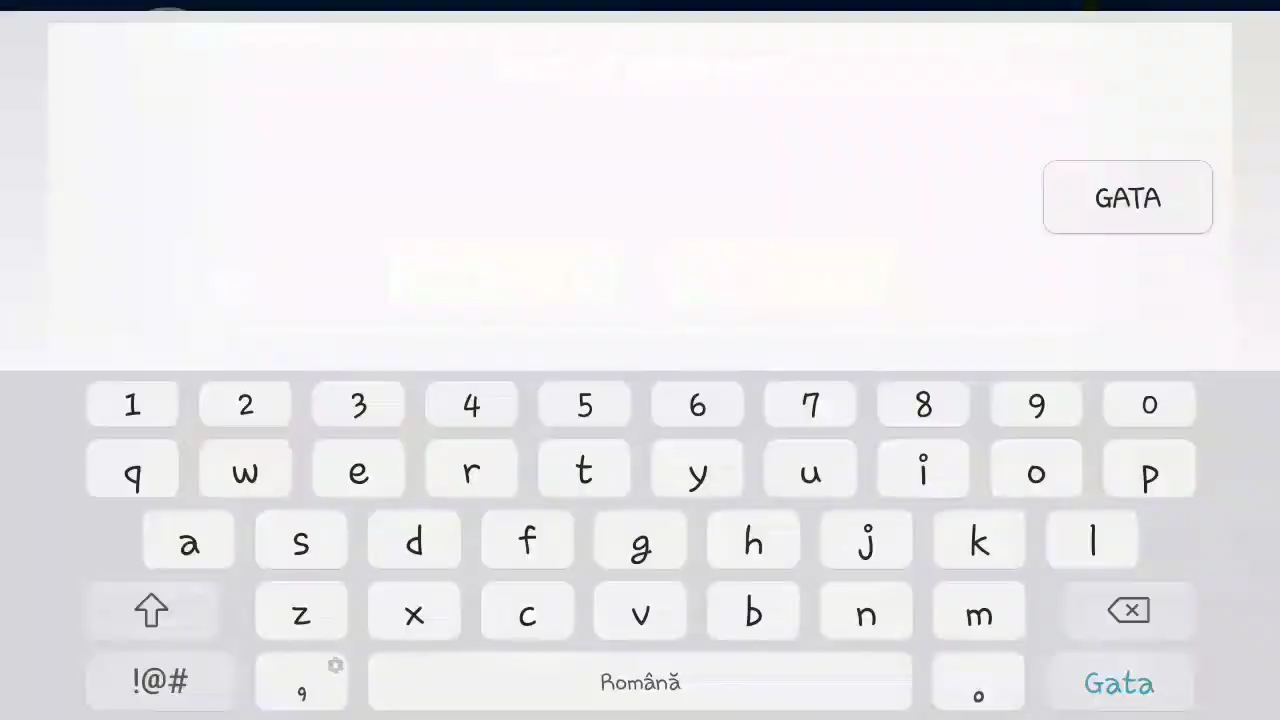 GATA
1 2 3 4 5 6 7 8 9 0
q w e r t y u i o p
a s d f g h j k l
z x c v b n m
!@# , Română . Gata